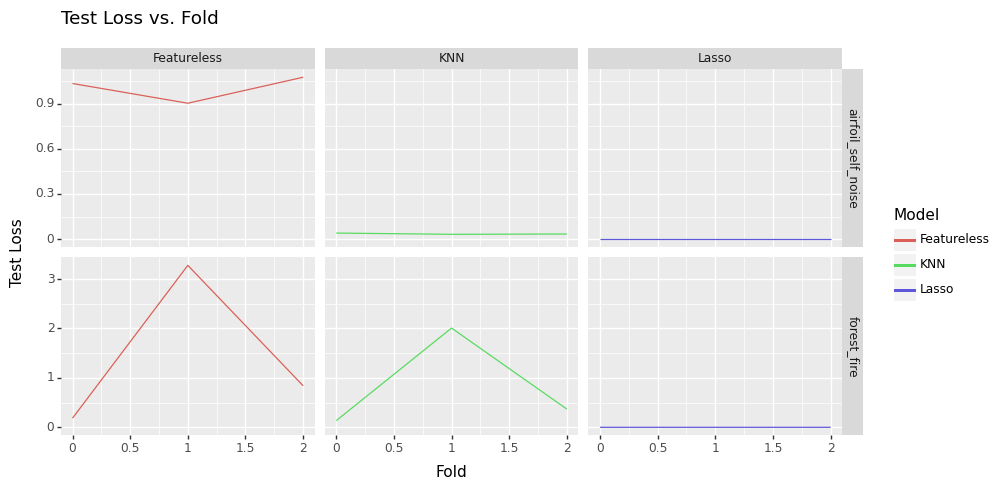 Test Loss vs. Fold
Featureless
KNN
Lasso
0.9
0.6
0.3
0
airfoil_self_noise
3
2
1
0
forest_fire
0
0.5
1
1.5
2
0
0.5
1
1.5
2
0
0.5
1
1.5
2
Test Loss
Fold
Model
Featureless
KNN
Lasso